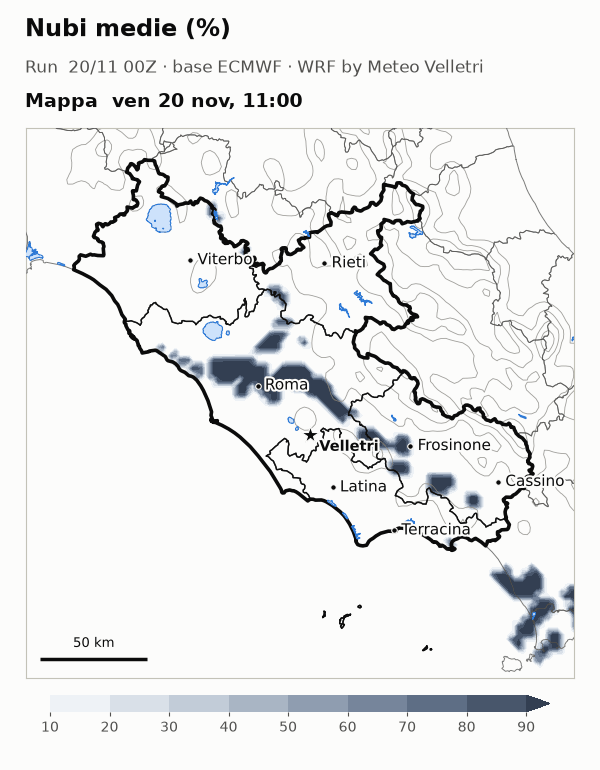 Nubi medie (%)
Run 20/11 00Z · base ECMWF · WRF by Meteo Velletri
Mappa ven 20 nov, 11:00
Viterbo
Rieti
Roma
Velletri
Frosinone
Latina
Cassino
Terracina
50 km
10 20 30 40 50 60 70 80 90